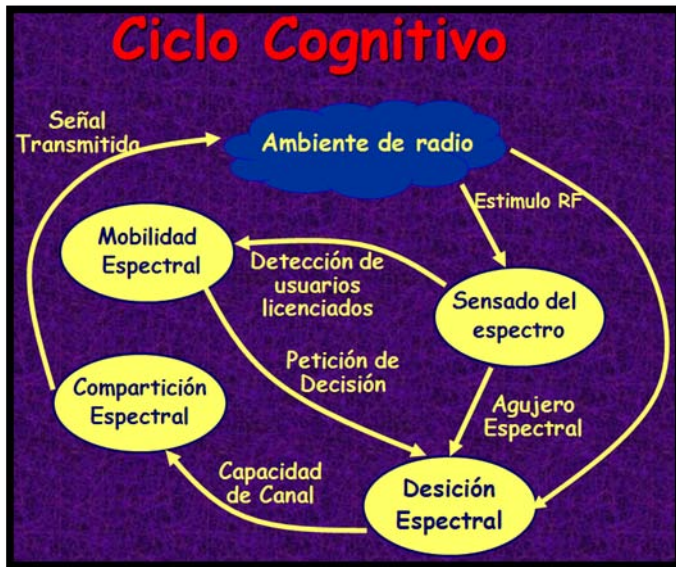 Ciclo Cognitivo
Señal
Transmitida
Ambiente de radio
Estimulo RF
Mobilidad
Espectral
Detección de
usuarios
licenciados
Sensado del
espectro
Petición de
Decisión
Compartición
Espectral
Agujero
Espectral
Capacidad
de Canal
Desición
Espectral